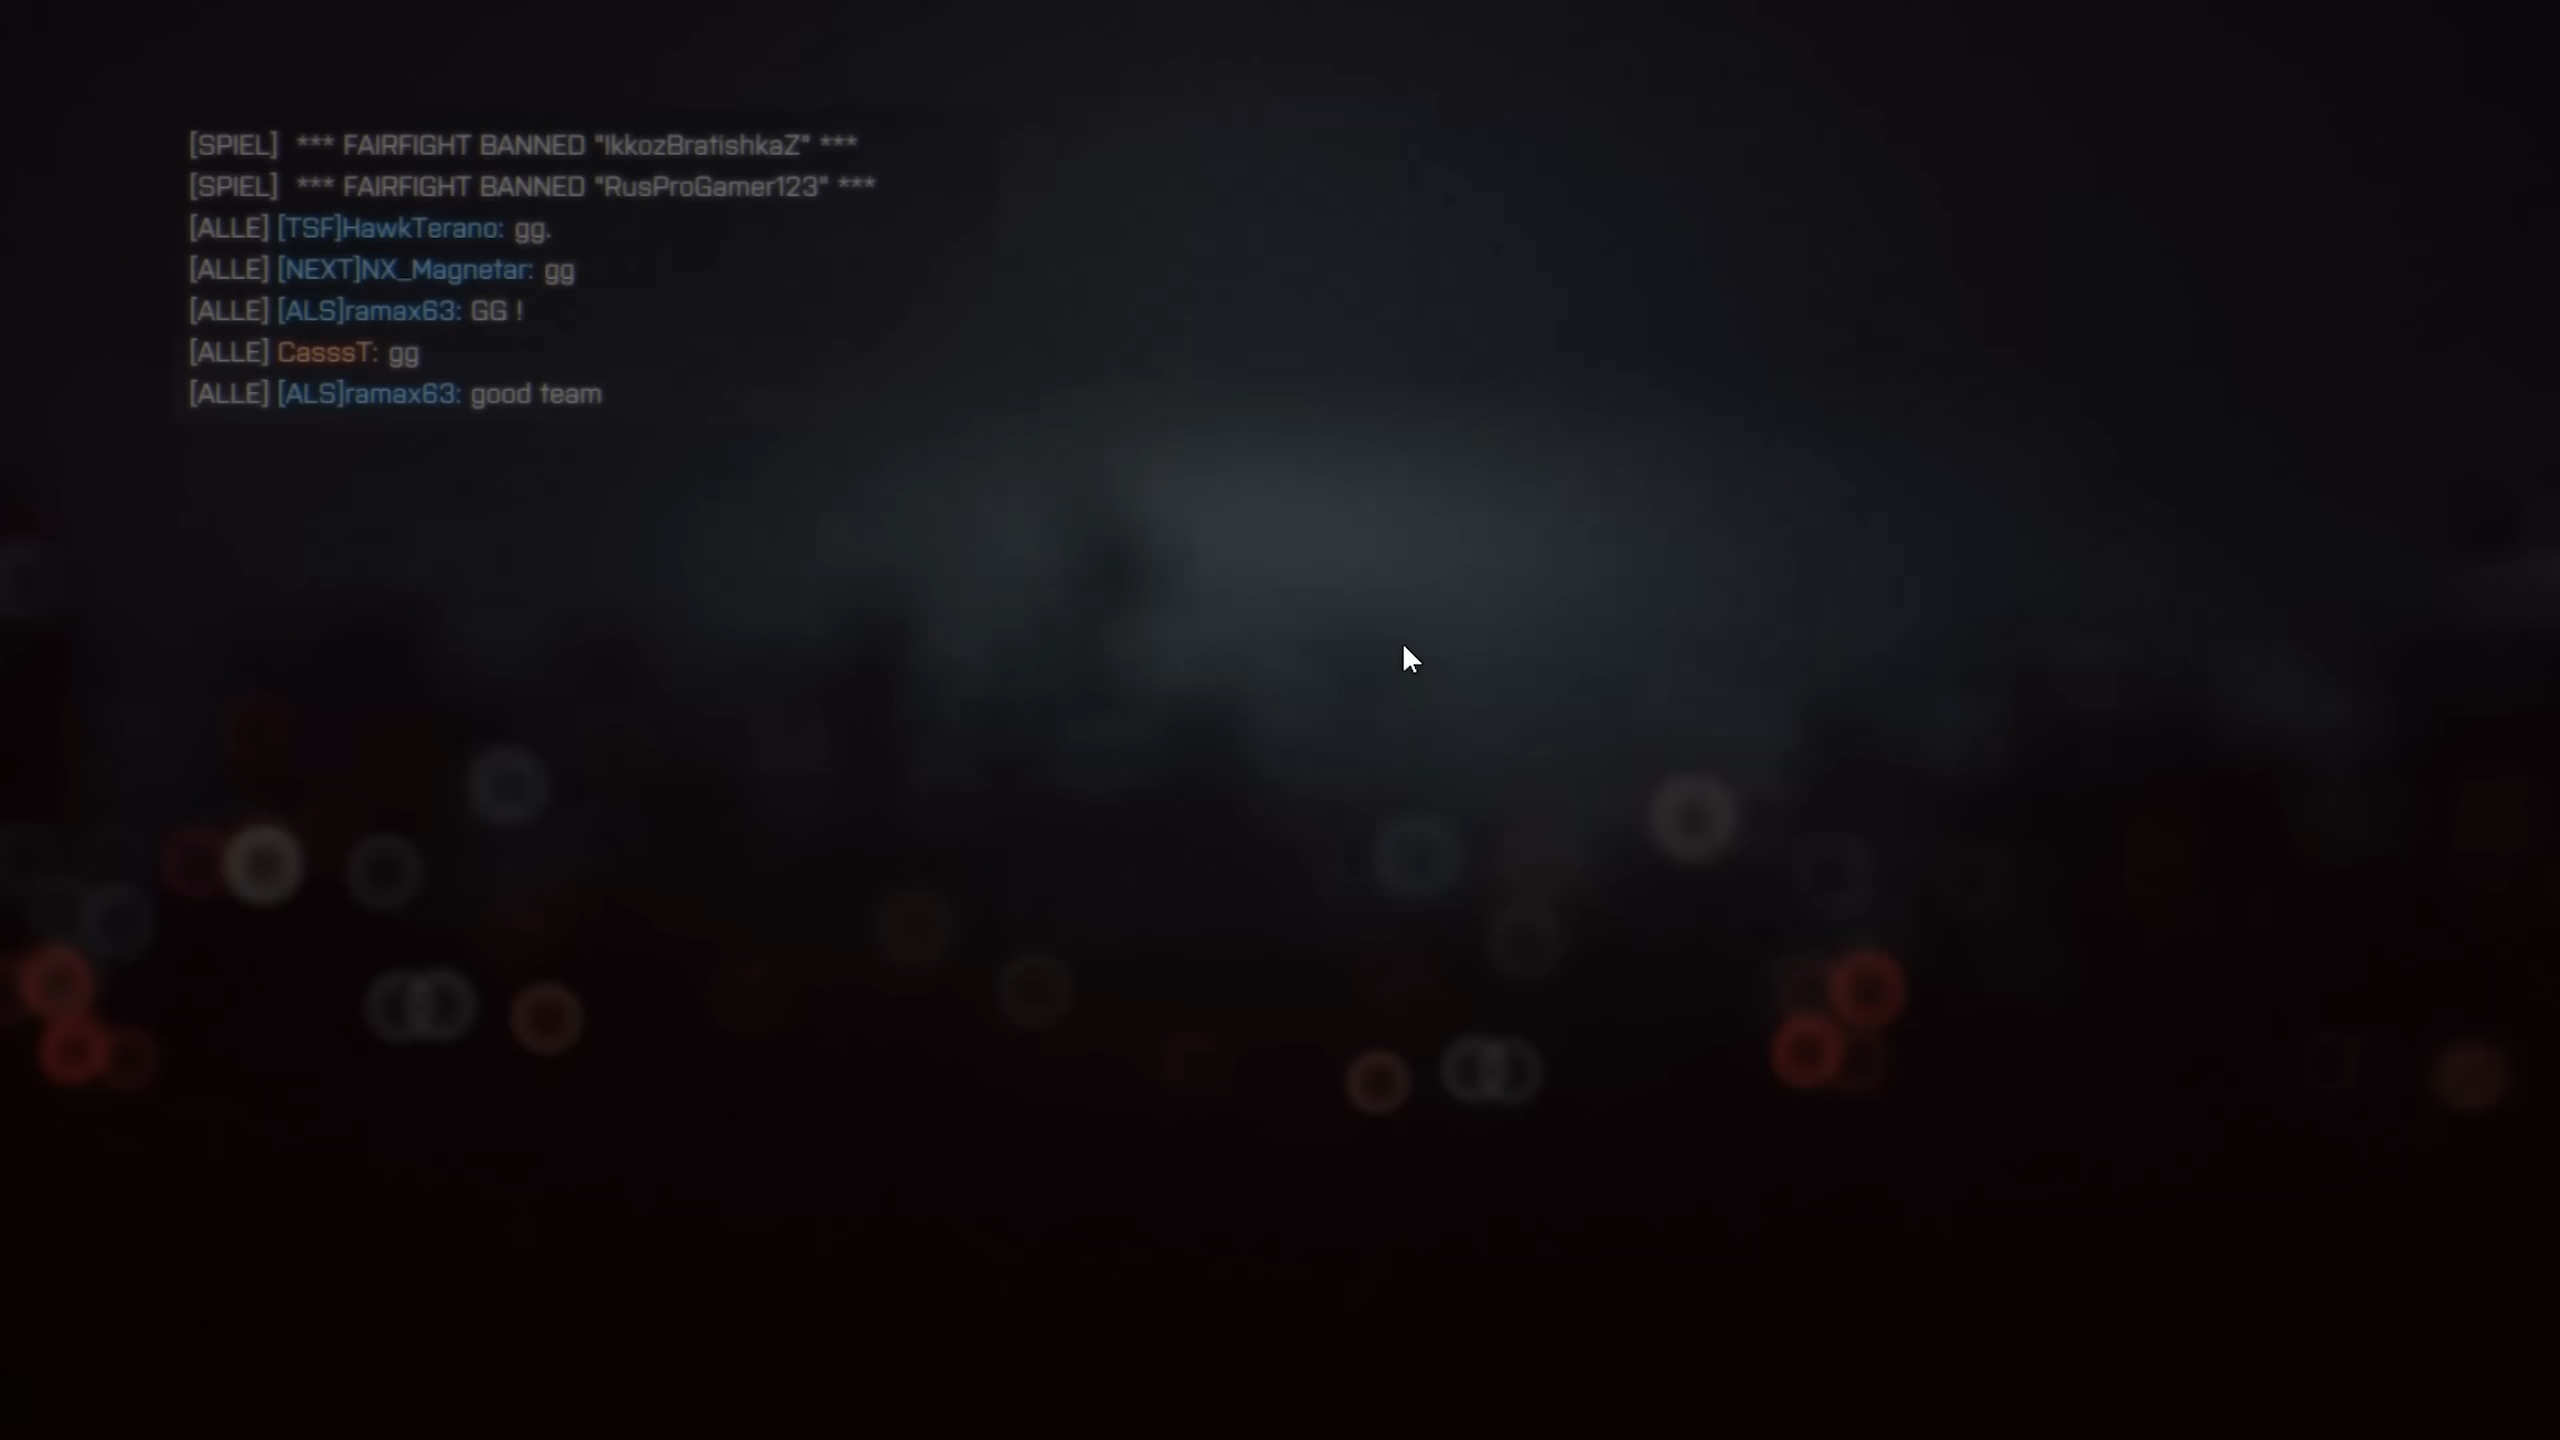 [SPIEL] *** FAIRFIGHT BANNED "IkkozBratishkaZ" ***
[SPIEL] *** FAIRFIGHT BANNED "RusProGamer123" ***
[ALLE] [TSF]HawkTerano: gg.
[ALLE] [NEXT]NX_Magnetar: gg
[ALLE] [ALS]ramax63: GG !
[ALLE] CasssT: gg
[ALLE] [ALS]ramax63: good team